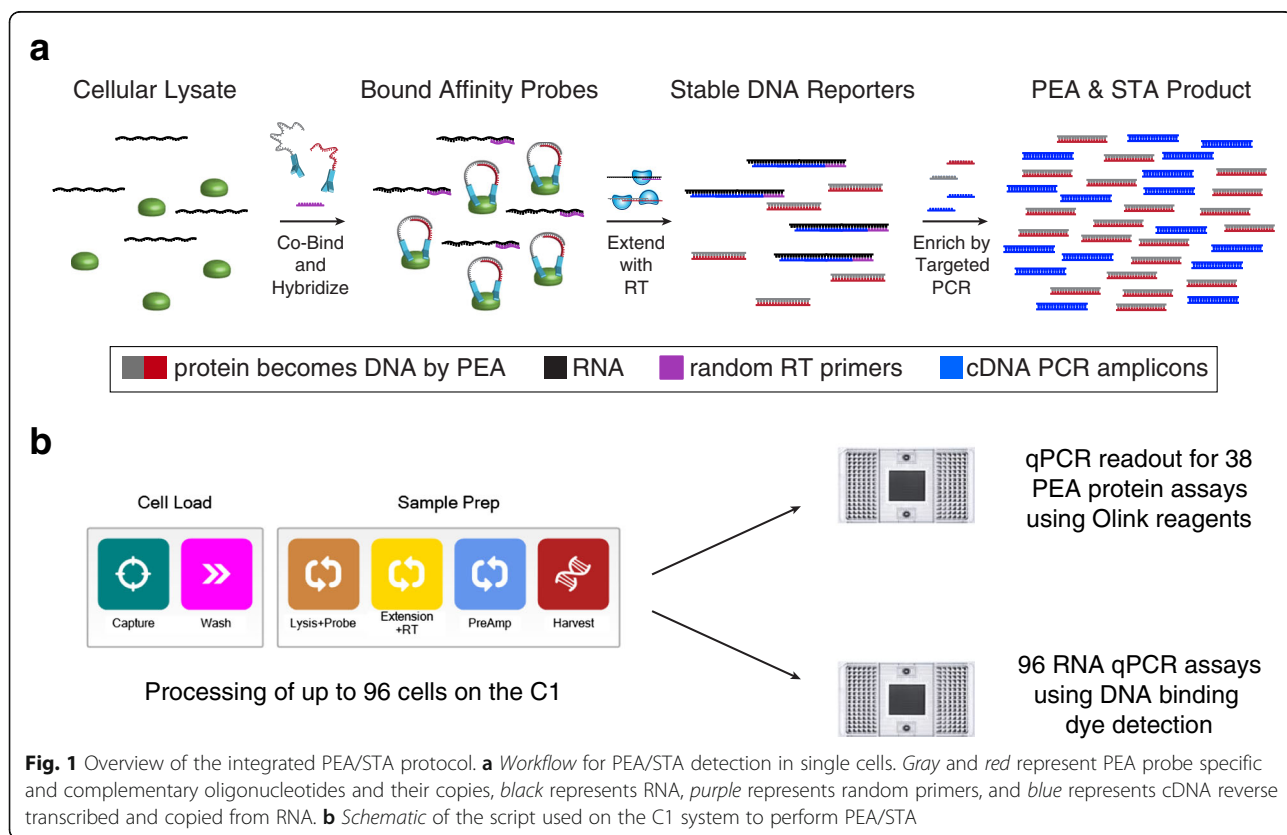 a
Cellular Lysate
Bound Affinity Probes
Stable DNA Reporters
PEA & STA Product
Co-Bind
and
Hybridize
Extend
with
RT
Enrich by
Targeted
PCR
protein becomes DNA by PEA
RNA
random RT primers
cDNA PCR amplicons
b
Cell Load
Sample Prep
Capture
Wash
Lysis+Probe
Extension
+RT
PreAmp
Harvest
Processing of up to 96 cells on the C1
qPCR readout for 38
PEA protein assays
using Olink reagents
96 RNA qPCR assays
using DNA binding
dye detection
Fig. 1 Overview of the integrated PEA/STA protocol. a Workflow for PEA/STA detection in single cells. Gray and red represent PEA probe specific
and complementary oligonucleotides and their copies, black represents RNA, purple represents random primers, and blue represents cDNA reverse
transcribed and copied from RNA. b Schematic of the script used on the C1 system to perform PEA/STA